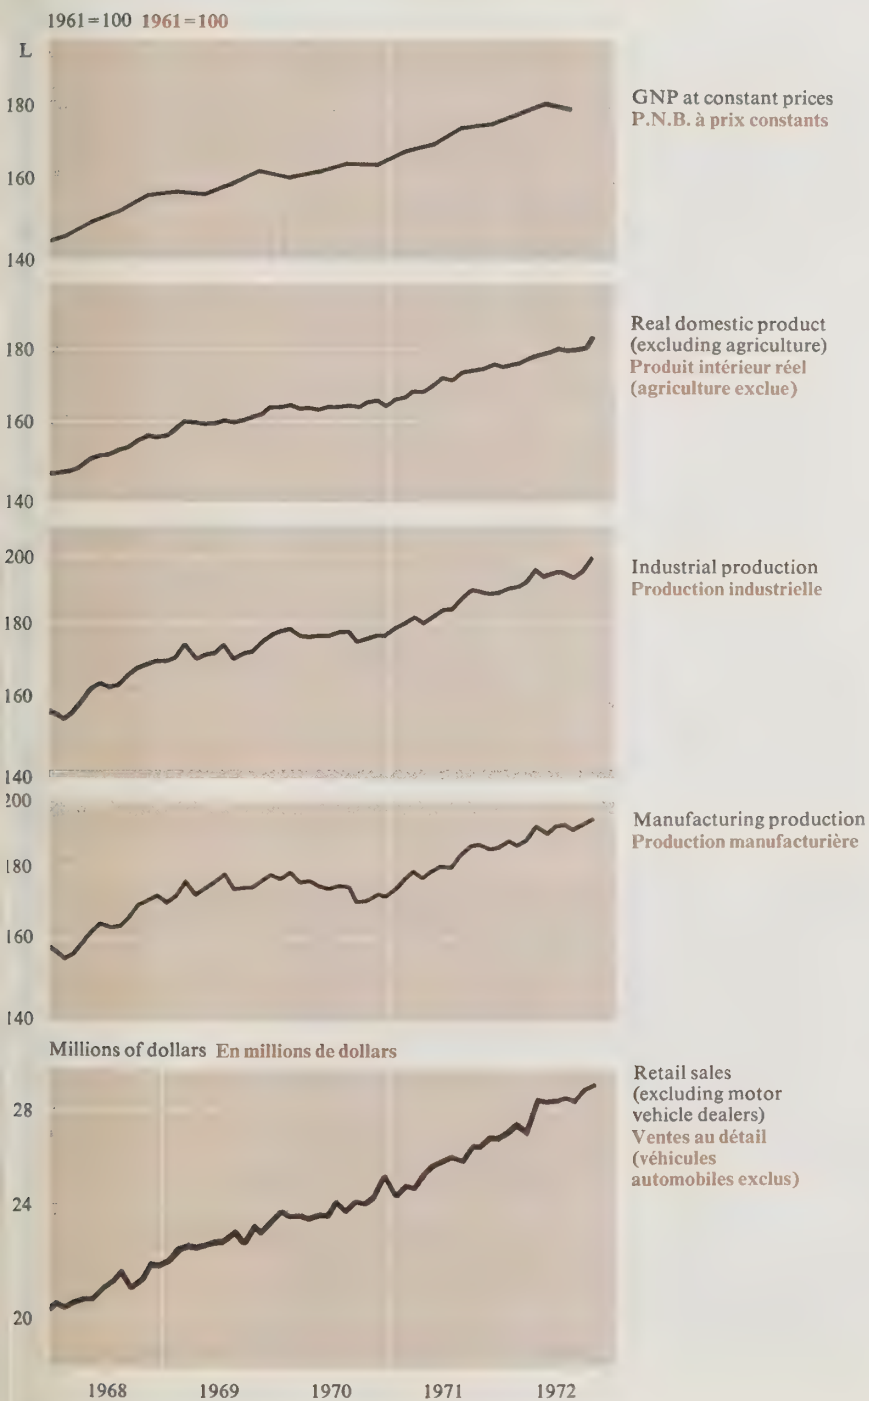 1961=100 1961=100
L
180
160
140
GNP at constant prices
P.N.B. à prix constants
180
160
140
Real domestic product
(excluding agriculture)
Produit intérieur réel
(agriculture exclue)
200
180
160
140
Industrial production
Production industrielle
200
180
160
140
Manufacturing production
Production manufacturière
Millions of dollars En millions de dollars
28
24
20
Retail sales
(excluding motor
vehicle dealers)
Ventes au détail
(véhicules
automobiles exclus)
1968 1969 1970 1971 1972